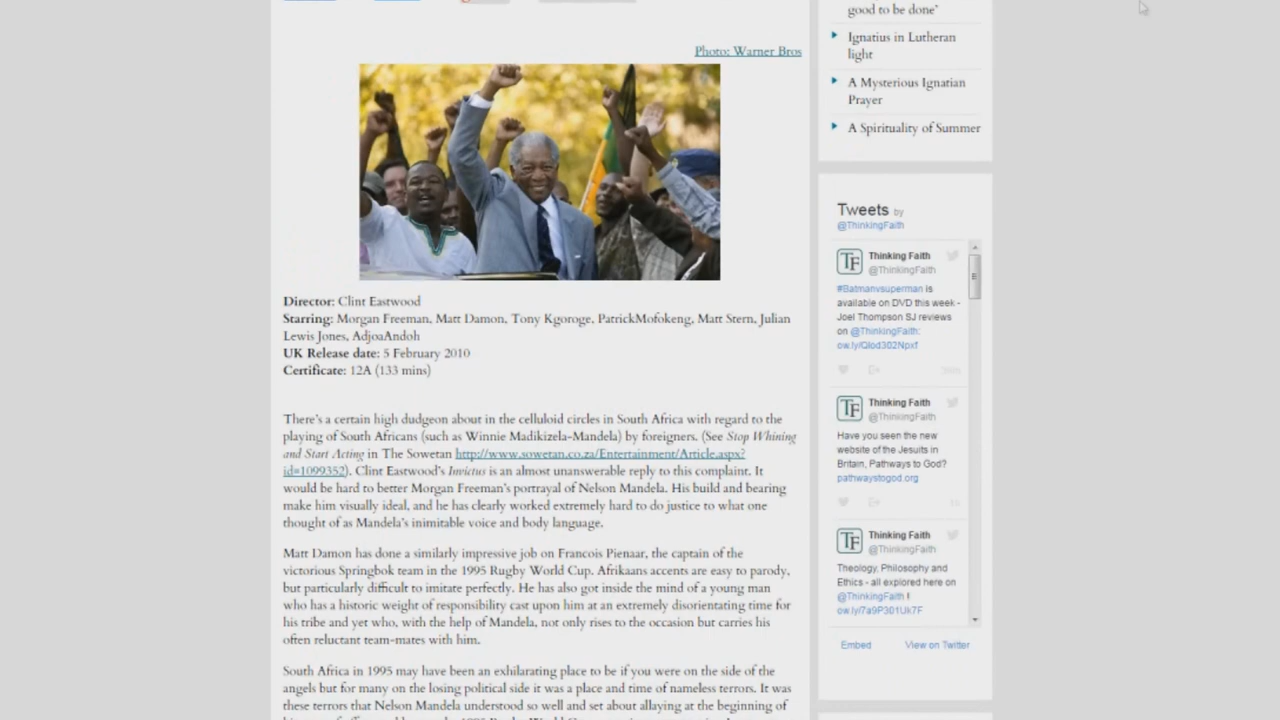 Photo: Warner Bros
Director: Clint Eastwood
Starring: Morgan Freeman, Matt Damon, Tony Kgoroge, PatrickMofokeng, Matt Stern, Julian
Lewis Jones, AdjoaAndoh
UK Release date: 5 February 2010
Certificate: 12A (133 mins)
There's a certain high dudgeon about in the celluloid circles in South Africa with regard to the
playing of South Africans (such as Winnie Madikizela-Mandela) by foreigners. (See Stop Whining
and Start Acting in The Sowetan http://www.sowetan.co.za/Entertainment/Article.aspx?
id=1099352). Clint Eastwood's Invictus is an almost unanswerable reply to this complaint. It
would be hard to better Morgan Freeman's portrayal of Nelson Mandela. His build and bearing
make him visually ideal, and he has clearly worked extremely hard to do justice to what one
thought of as Mandela's inimitable voice and body language.
Matt Damon has done a similarly impressive job on Francois Pienaar, the captain of the
victorious Springbok team in the 1995 Rugby World Cup. Afrikaans accents are easy to parody,
but particularly difficult to imitate perfectly. He has also got inside the mind of a young man
who has a historic weight of responsibility cast upon him at an extremely disorientating time for
his tribe and yet who, with the help of Mandela, not only rises to the occasion but carries his
often reluctant team-mates with him.
South Africa in 1995 may have been an exhilarating place to be if you were on the side of the
angels but for many on the losing political side it was a place and time of nameless terrors. It was
these terrors that Nelson Mandela understood so well and set about allaying at the beginning of
good to be done'
Ignatius in Lutheran
light
A Mysterious Ignatian
Prayer
A Spirituality of Summer
Tweets by
@ThinkingFaith
Thinking Faith
@ThinkingFaith
#Batmanvsuperman is
available on DVD this week -
Joel Thompson SJ reviews
on @ThinkingFaith:
ow.ly/Qlod302Npxf
Thinking Faith
@ThinkingFaith
Have you seen the new
website of the Jesuits in
Britain, Pathways to God?
pathwaystogod.org
Thinking Faith
@ThinkingFaith
Theology, Philosophy and
Ethics - all explored here on
@ThinkingFaith !
ow.ly/7a9P301Uk7F
Embed View on Twitter